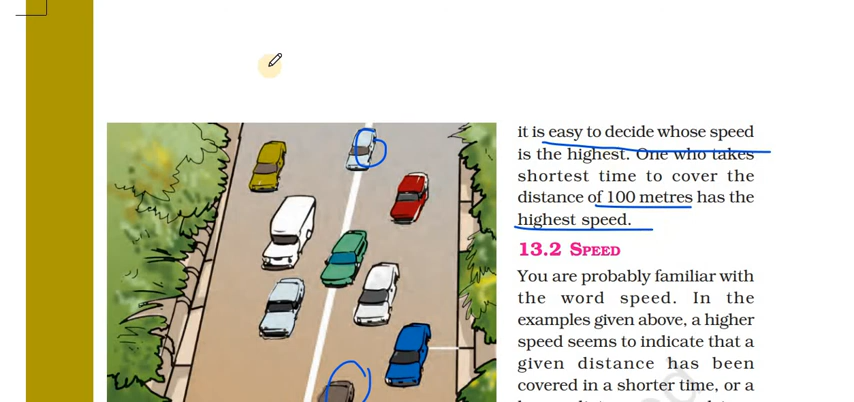 it is easy to decide whose speed
is the highest. One who takes
shortest time to cover the
distance of 100 metres has the
highest speed.
13.2 SPEED
You are probably familiar with
the word speed. In the
examples given above, a higher
speed seems to indicate that a
given distance has been
covered in a shorter time, or a